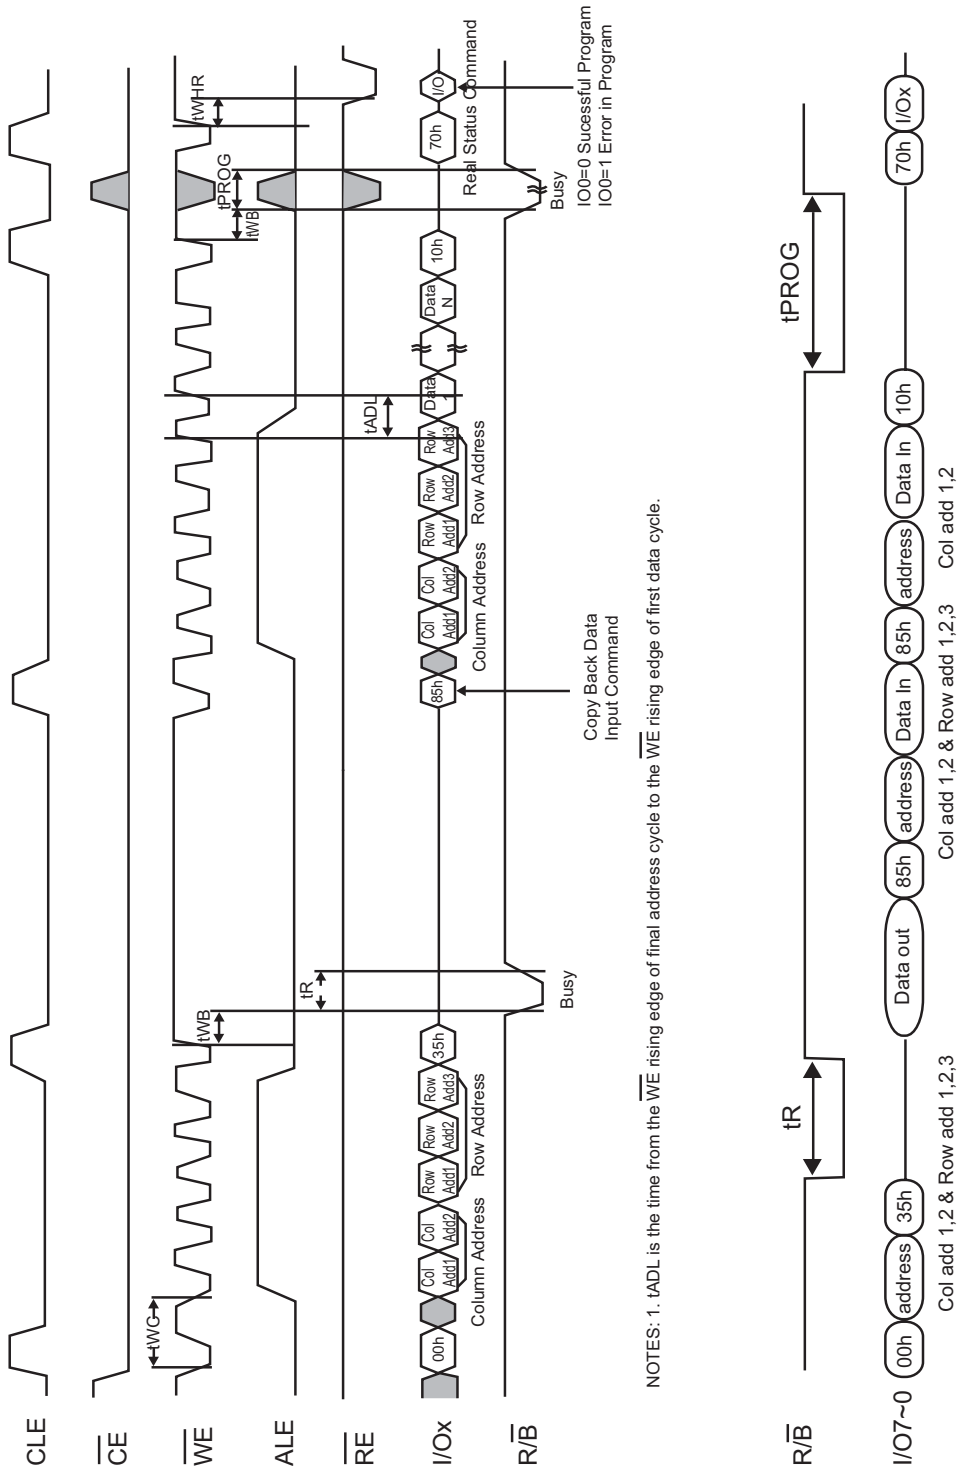 CLE
CE
WE
tWC
tWB
tWB
tPROG
tWHR
ALE
tR
tADL
RE
I/Ox
00h
Col Add1
Col Add2
Row Add1
Row Add2
Row Add3
35h
85h
Col Add1
Col Add2
Row Add1
Row Add2
Row Add3
Data 1
Data N
10h
70h
I/O
Column Address
Row Address
Column Address
Row Address
Real Status Command
R/B
Busy
Busy
Copy Back Data
Input Command
IO0=0 Sucessful Program
IO0=1 Error in Program
NOTES: 1. tADL is the time from the WE rising edge of final address cycle to the WE rising edge of first data cycle.
R/B
tR
tPROG
I/O7~0
00h
address
35h
Data out
85h
address
Data In
85h
address
Data In
10h
70h
I/Ox
Col add 1,2 & Row add 1,2,3
Col add 1,2 & Row add 1,2,3
Col add 1,2